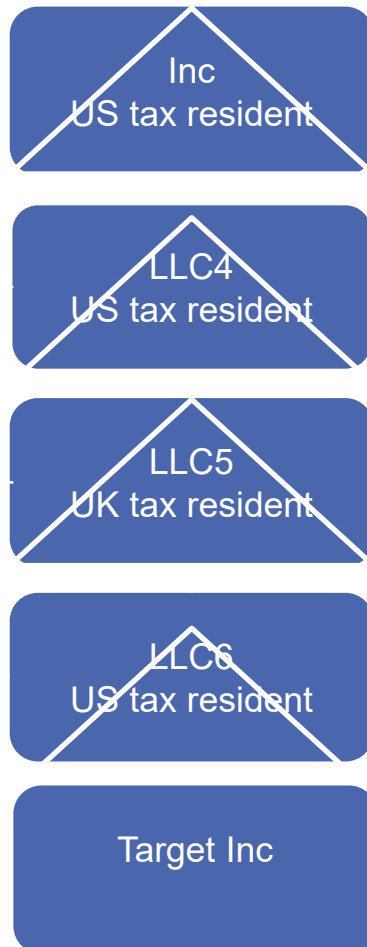 Inc
US tax resident
LLC4
US tax resident
LLC5
UK tax resident
LLC6
US tax resident
Target Inc